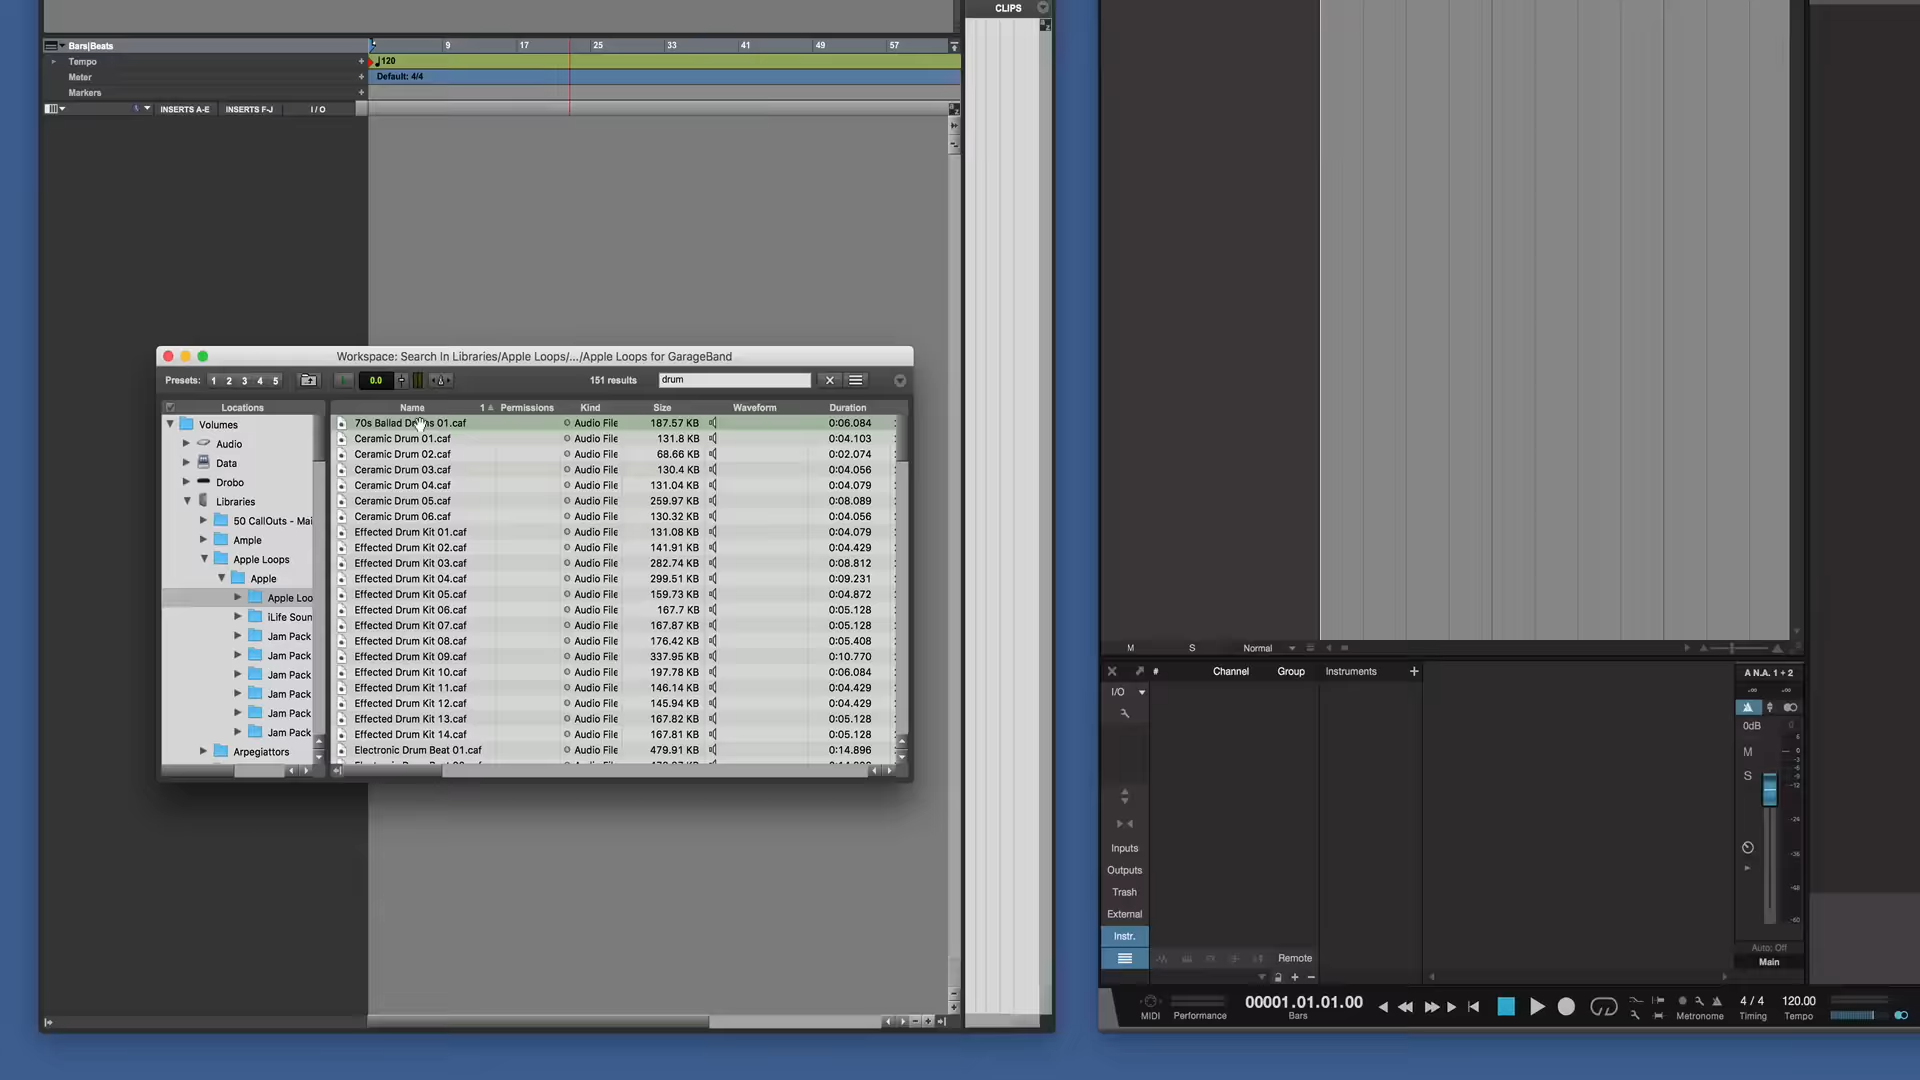 CLIPS
Bars|Beats
9 17 25 33 41 49 57
Tempo + 120
Meter + Default: 4/4
Markers +
INSERTS A-E INSERTS F-J I / O
Workspace: Search In Libraries/Apple Loops/.../Apple Loops for GarageBand
Presets: 1 2 3 4 5 0.0 151 results drum
Locations
Volumes
Audio
Data
Drobo
Libraries
50 CallOuts - Mai
Ample
Apple Loops
Apple
Apple Loo
iLife Soun
Jam Pack
Jam Pack
Jam Pack
Jam Pack
Jam Pack
Jam Pack
Arpegiattors
Name 1 Permissions Kind Size Waveform Duration
70s Ballad Drums 01.caf Audio File 187.57 KB 0:06.084
Ceramic Drum 01.caf Audio File 131.8 KB 0:04.103
Ceramic Drum 02.caf Audio File 68.66 KB 0:02.074
Ceramic Drum 03.caf Audio File 130.4 KB 0:04.056
Ceramic Drum 04.caf Audio File 131.04 KB 0:04.079
Ceramic Drum 05.caf Audio File 259.97 KB 0:08.089
Ceramic Drum 06.caf Audio File 130.32 KB 0:04.056
Effected Drum Kit 01.caf Audio File 131.08 KB 0:04.079
Effected Drum Kit 02.caf Audio File 141.91 KB 0:04.429
Effected Drum Kit 03.caf Audio File 282.74 KB 0:08.812
Effected Drum Kit 04.caf Audio File 299.51 KB 0:09.231
Effected Drum Kit 05.caf Audio File 159.73 KB 0:04.872
Effected Drum Kit 06.caf Audio File 167.7 KB 0:05.128
Effected Drum Kit 07.caf Audio File 167.87 KB 0:05.128
Effected Drum Kit 08.caf Audio File 176.42 KB 0:05.408
Effected Drum Kit 09.caf Audio File 337.95 KB 0:10.770
Effected Drum Kit 10.caf Audio File 197.78 KB 0:06.084
Effected Drum Kit 11.caf Audio File 146.14 KB 0:04.429
Effected Drum Kit 12.caf Audio File 145.94 KB 0:04.429
Effected Drum Kit 13.caf Audio File 167.82 KB 0:05.128
Effected Drum Kit 14.caf Audio File 167.81 KB 0:05.128
Electronic Drum Beat 01.caf Audio File 479.91 KB 0:14.896
M S Normal
# Channel Group Instruments +
I/O
Inputs
Outputs
Trash
External
Instr.
Remote
A N.A. 1 + 2
-∞ -∞
0dB
M
S
6
0
-3
-6
-9
-12
-24
-36
-48
-60
Auto: Off
Main
MIDI Performance
00001.01.01.00
Bars
Metronome
4 / 4
Timing
120.00
Tempo